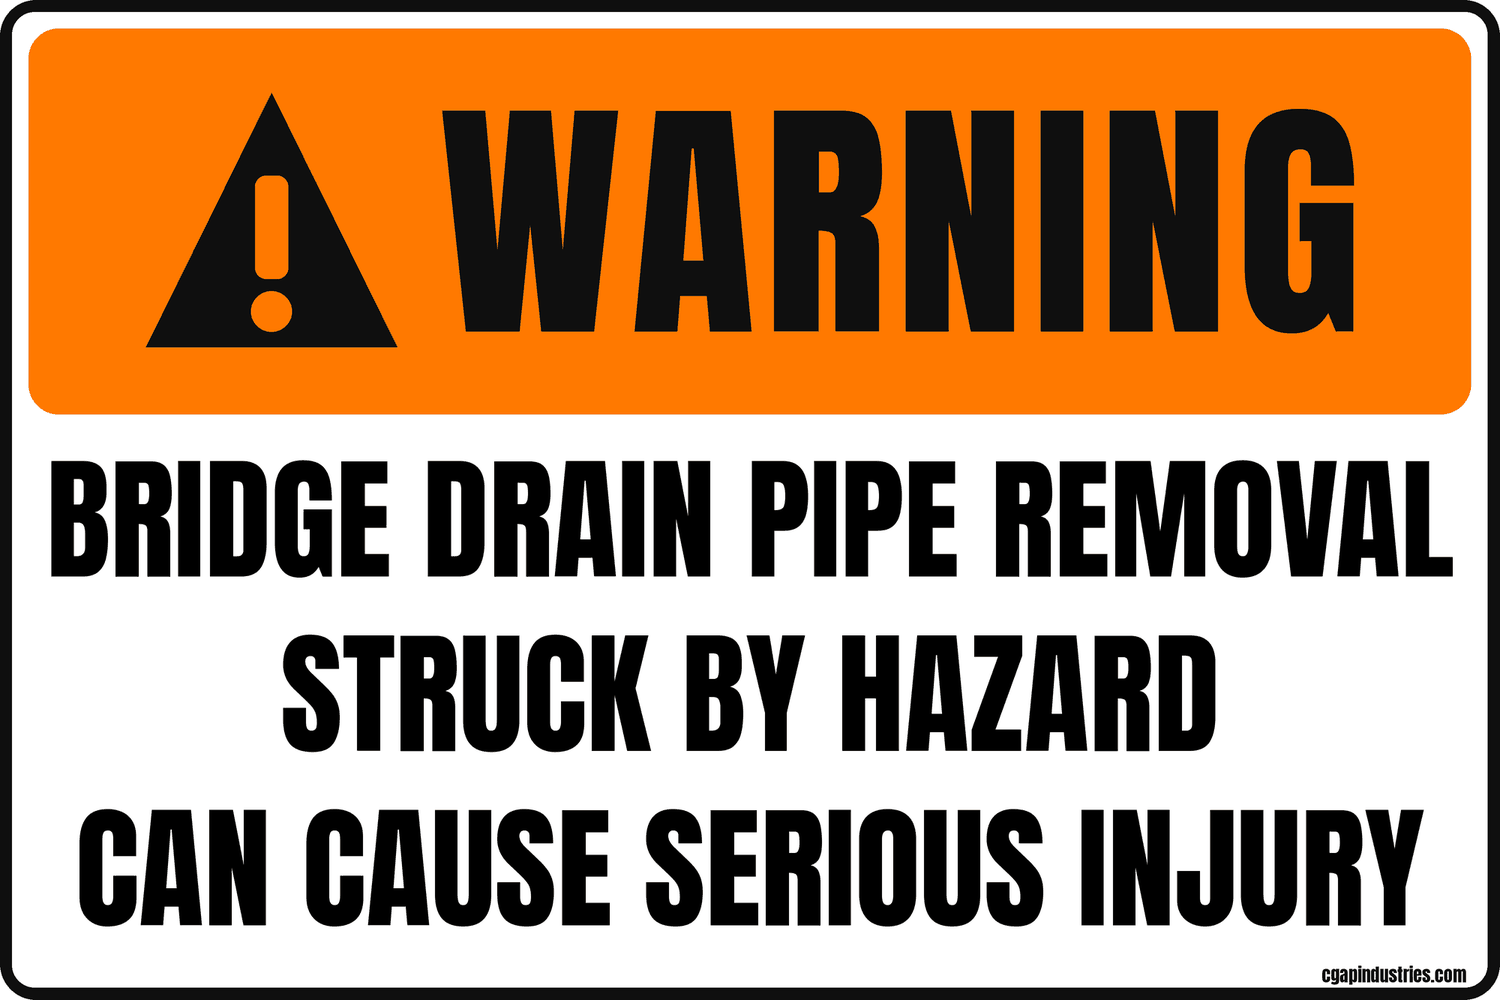 WARNING
BRIDGE DRAIN PIPE REMOVAL
STRUCK BY HAZARD
CAN CAUSE SERIOUS INJURY
cgapindustries.com